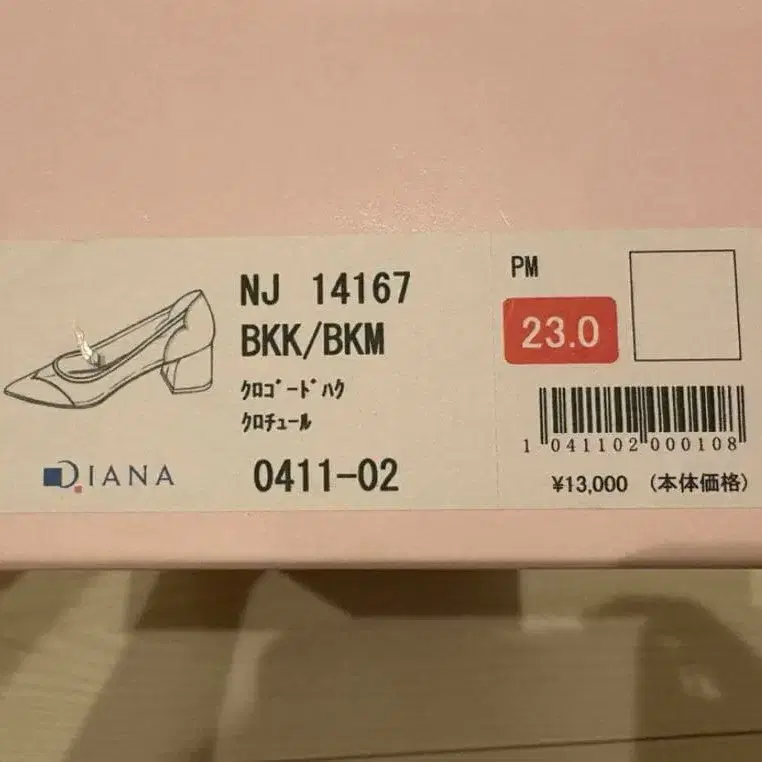 NJ 14167
BKK/BKM
ｸﾛｺﾞｰﾄﾞﾊｸ
ｸﾛﾁｭｰﾙ
DIANA
0411-02
PM
23.0
1 041102 000108
¥13,000 (本体価格)